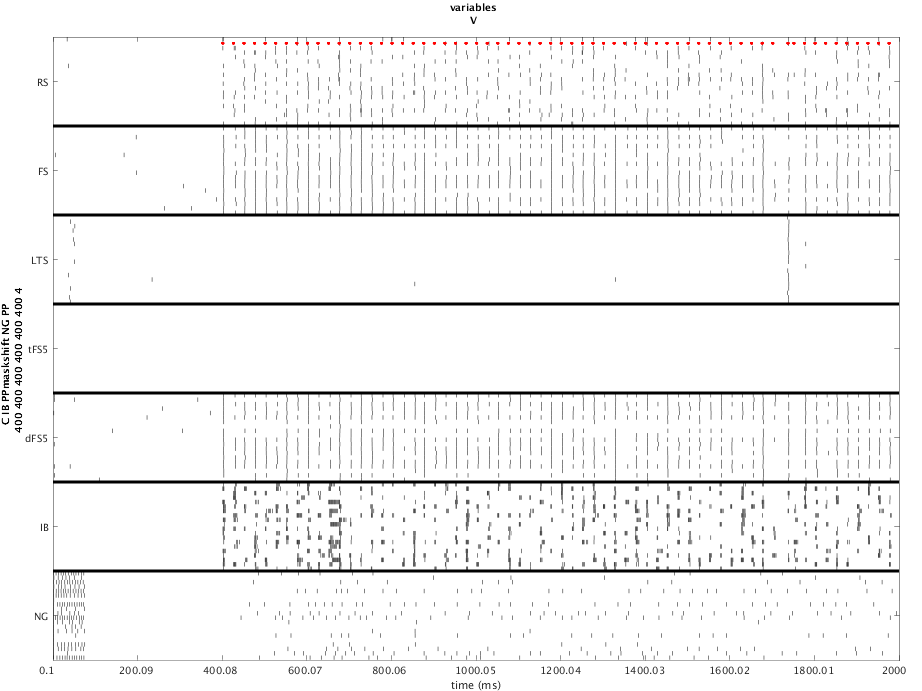 variables
V
RS
FS
LTS
tFS5
dFS5
IB
NG
C IB PPmaskshift NG PP
400 400 400 400 400 400 4
0.1 200.09 400.08 600.07 800.06 1000.05 1200.04 1400.03 1600.02 1800.01 2000
time (ms)